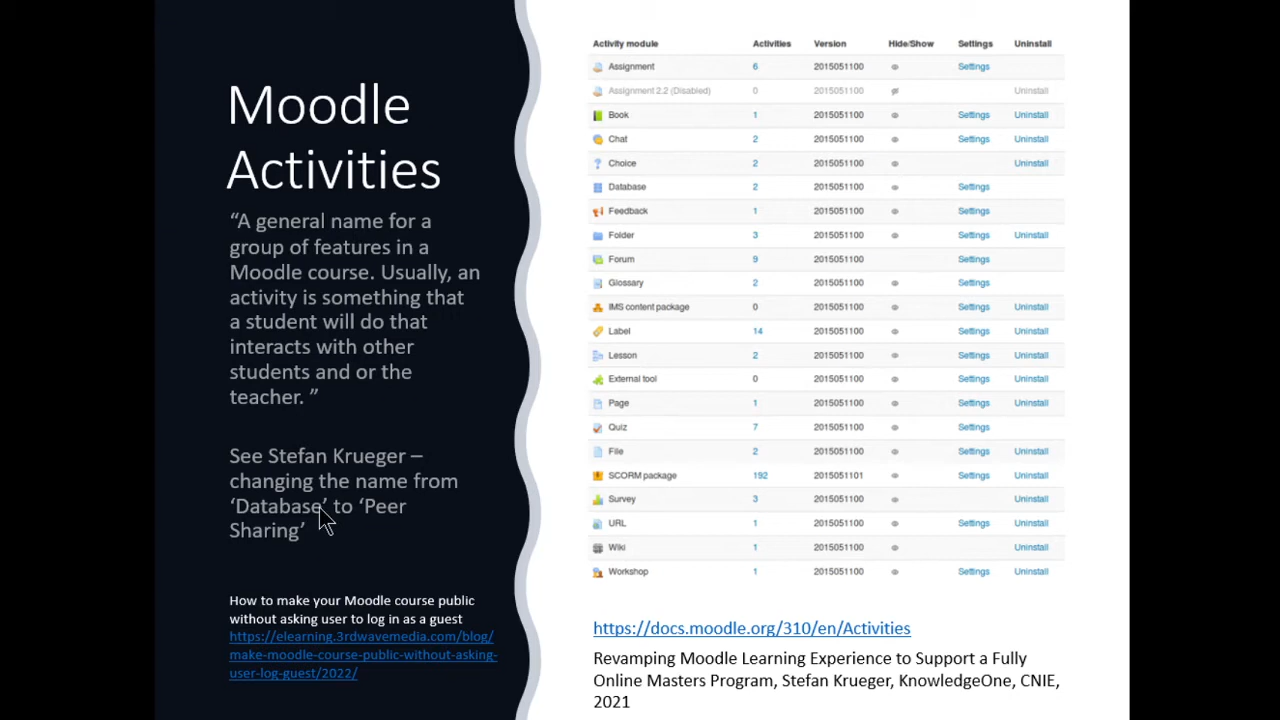 Moodle
Activities
“A general name for a
group of features in a
Moodle course. Usually, an
activity is something that
a student will do that
interacts with other
students and or the
teacher. ”
See Stefan Krueger –
changing the name from
‘Database’ to ‘Peer
Sharing’
How to make your Moodle course public
without asking user to log in as a guest
https://elearning.3rdwavemedia.com/blog/
make-moodle-course-public-without-asking-
user-log-guest/2022/
Activity module Activities Version Hide/Show Settings Uninstall
Assignment 6 2015051100 Settings
Assignment 2.2 (Disabled) 0 2015051100 Uninstall
Book 1 2015051100 Settings Uninstall
Chat 2 2015051100 Settings Uninstall
Choice 2 2015051100 Uninstall
Database 2 2015051100 Settings
Feedback 1 2015051100 Settings
Folder 3 2015051100 Settings Uninstall
Forum 9 2015051100 Settings
Glossary 2 2015051100 Settings
IMS content package 0 2015051100 Settings Uninstall
Label 14 2015051100 Settings Uninstall
Lesson 2 2015051100 Settings Uninstall
External tool 0 2015051100 Settings Uninstall
Page 1 2015051100 Settings Uninstall
Quiz 7 2015051100 Settings
File 2 2015051100 Settings Uninstall
SCORM package 192 2015051101 Settings Uninstall
Survey 3 2015051100 Uninstall
URL 1 2015051100 Settings Uninstall
Wiki 1 2015051100 Uninstall
Workshop 1 2015051100 Settings Uninstall
https://docs.moodle.org/310/en/Activities
Revamping Moodle Learning Experience to Support a Fully
Online Masters Program, Stefan Krueger, KnowledgeOne, CNIE,
2021